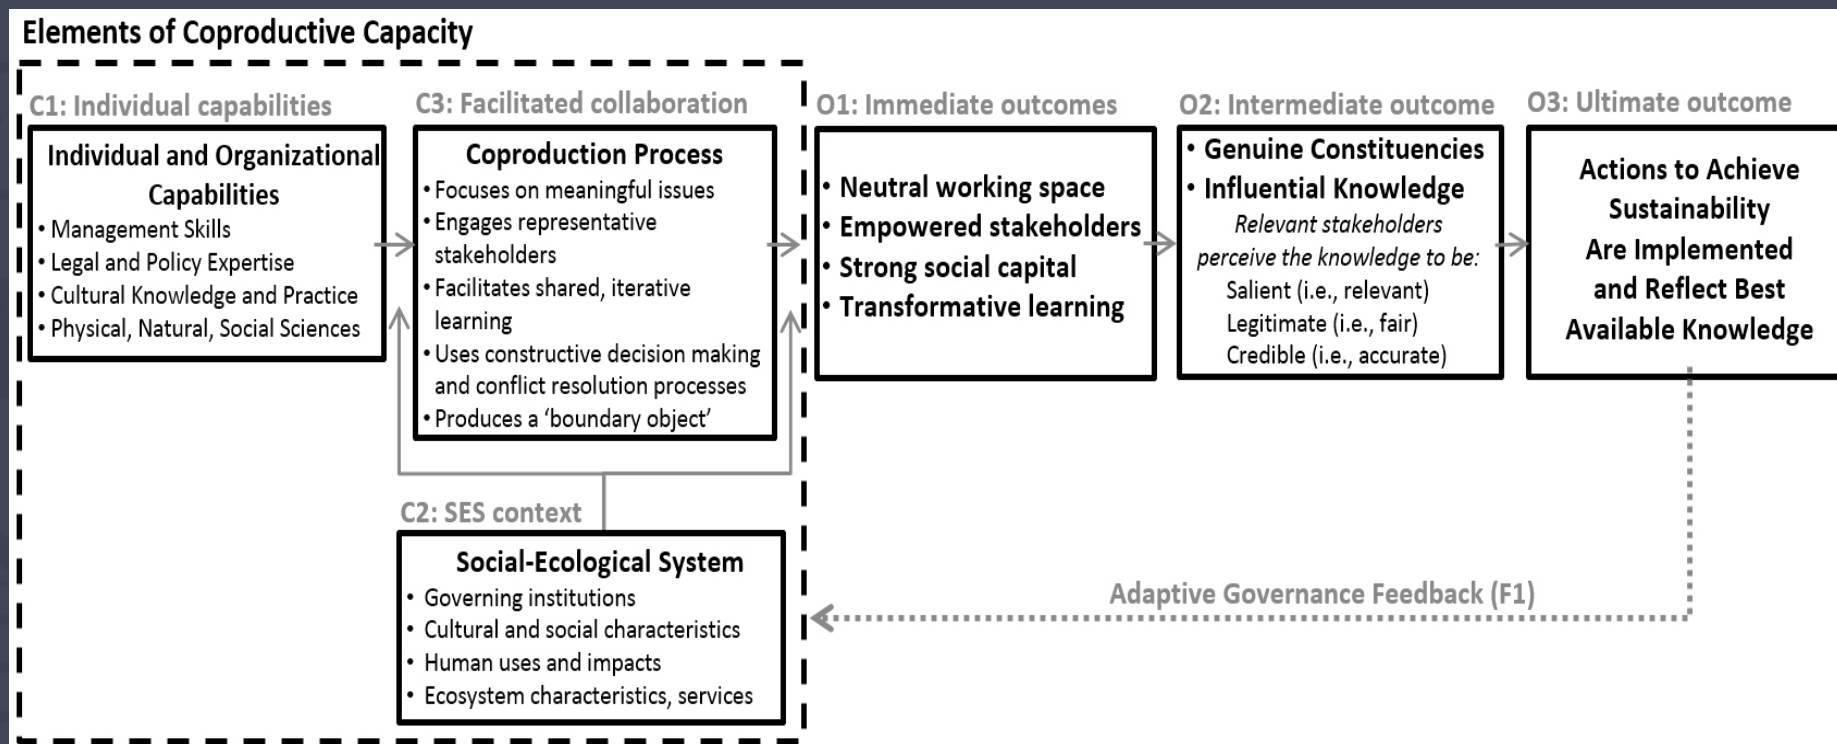 Elements of Coproductive Capacity
C1: Individual capabilities
Individual and Organizational
Capabilities
• Management Skills
• Legal and Policy Expertise
• Cultural Knowledge and Practice
• Physical, Natural, Social Sciences
C3: Facilitated collaboration
Coproduction Process
• Focuses on meaningful issues
• Engages representative
stakeholders
• Facilitates shared, iterative
learning
• Uses constructive decision making
and conflict resolution processes
• Produces a ‘boundary object’
C2: SES context
Social-Ecological System
• Governing institutions
• Cultural and social characteristics
• Human uses and impacts
• Ecosystem characteristics, services
O1: Immediate outcomes
• Neutral working space
• Empowered stakeholders
• Strong social capital
• Transformative learning
O2: Intermediate outcome
• Genuine Constituencies
• Influential Knowledge
Relevant stakeholders
perceive the knowledge to be:
Salient (i.e., relevant)
Legitimate (i.e., fair)
Credible (i.e., accurate)
O3: Ultimate outcome
Actions to Achieve
Sustainability
Are Implemented
and Reflect Best
Available Knowledge
Adaptive Governance Feedback (F1)